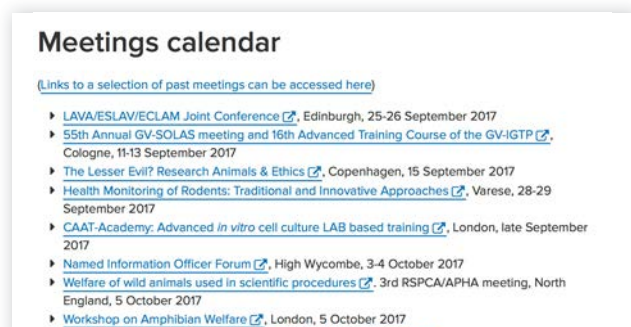 Meetings calendar
(Links to a selection of past meetings can be accessed here)
LAVA/ESLAV/ECLAM Joint Conference, Edinburgh, 25-26 September 2017
55th Annual GV-SOLAS meeting and 16th Advanced Training Course of the GV-IGTP,
Cologne, 11-13 September 2017
The Lesser Evil? Research Animals & Ethics, Copenhagen, 15 September 2017
Health Monitoring of Rodents: Traditional and Innovative Approaches, Varese, 28-29
September 2017
CAAT-Academy: Advanced in vitro cell culture LAB based training, London, late September
2017
Named Information Officer Forum, High Wycombe, 3-4 October 2017
Welfare of wild animals used in scientific procedures. 3rd RSPCA/APHA meeting, North
England, 5 October 2017
Workshop on Amphibian Welfare, London, 5 October 2017